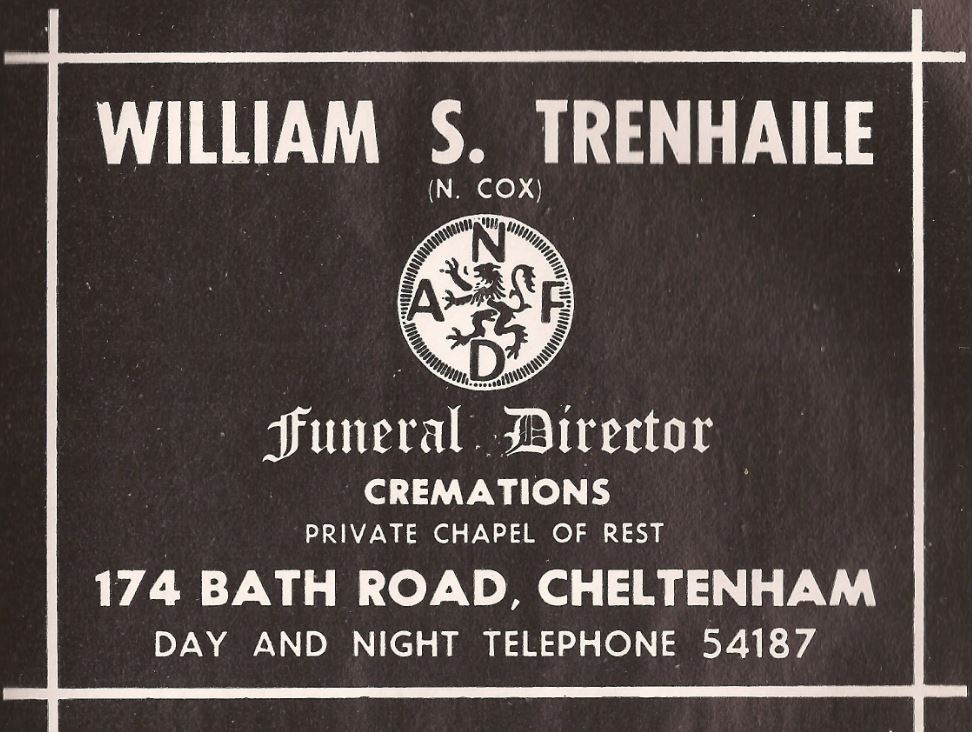 WILLIAM S. TRENHAILE
(N. COX)
N
A F
D
Funeral Director
CREMATIONS
PRIVATE CHAPEL OF REST
174 BATH ROAD, CHELTENHAM
DAY AND NIGHT TELEPHONE 54187